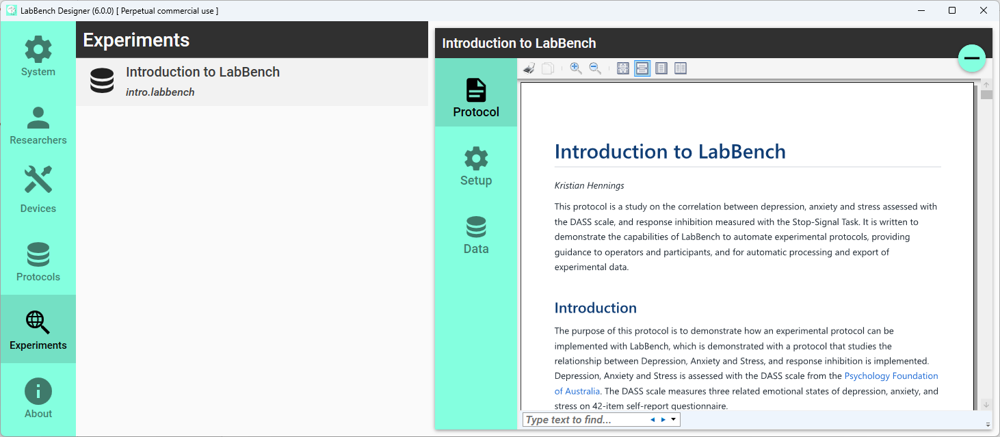 LabBench Designer (6.0.0) [ Perpetual commercial use ]
System
Researchers
Devices
Protocols
Experiments
About
Experiments
Introduction to LabBench
intro.labbench
Introduction to LabBench
Protocol
Setup
Data
Introduction to LabBench
Kristian Hennings
This protocol is a study on the correlation between depression, anxiety and stress assessed with
the DASS scale, and response inhibition measured with the Stop-Signal Task. It is written to
demonstrate the capabilities of LabBench to automate experimental protocols, providing
guidance to operators and participants, and for automatic processing and export of
experimental data.
Introduction
The purpose of this protocol is to demonstrate how an experimental protocol can be
implemented with LabBench, which is demonstrated with a protocol that studies the
relationship between Depression, Anxiety and Stress, and response inhibition is implemented.
Depression, Anxiety and Stress is assessed with the DASS scale from the Psychology Foundation
of Australia. The DASS scale measures three related emotional states of depression, anxiety, and
stress on 42-item self-report questionnaire.
Type text to find...